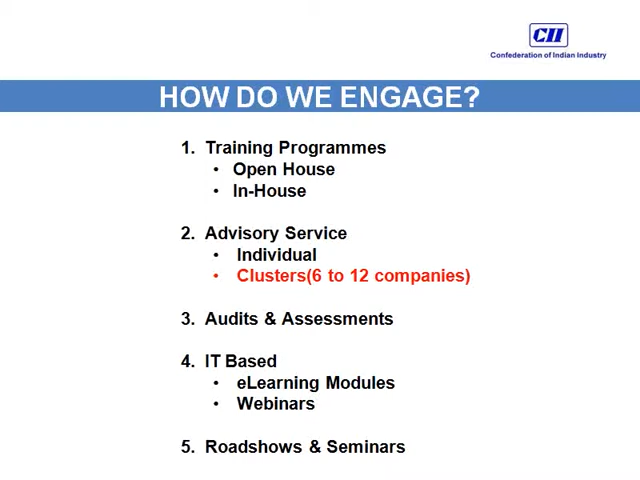 CII
Confederation of Indian Industry
HOW DO WE ENGAGE?
1. Training Programmes
• Open House
• In-House
2. Advisory Service
• Individual
• Clusters(6 to 12 companies)
3. Audits & Assessments
4. IT Based
• eLearning Modules
• Webinars
5. Roadshows & Seminars